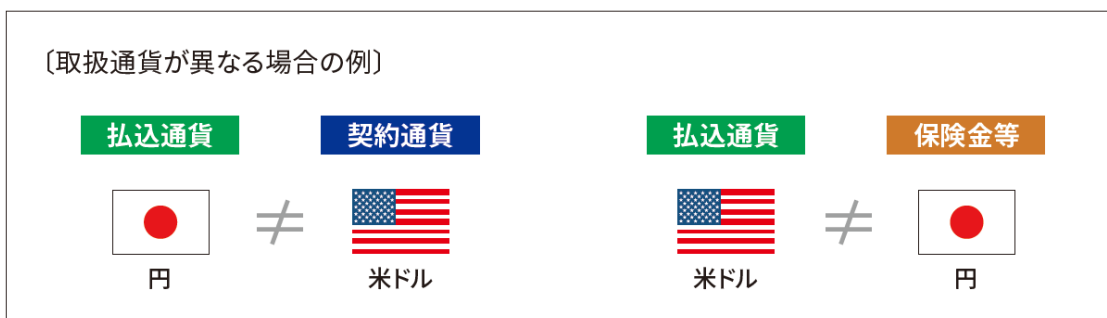 〔取扱通貨が異なる場合の例〕
払込通貨 契約通貨 払込通貨 保険金等
≠ ≠
円 米ドル 米ドル 円